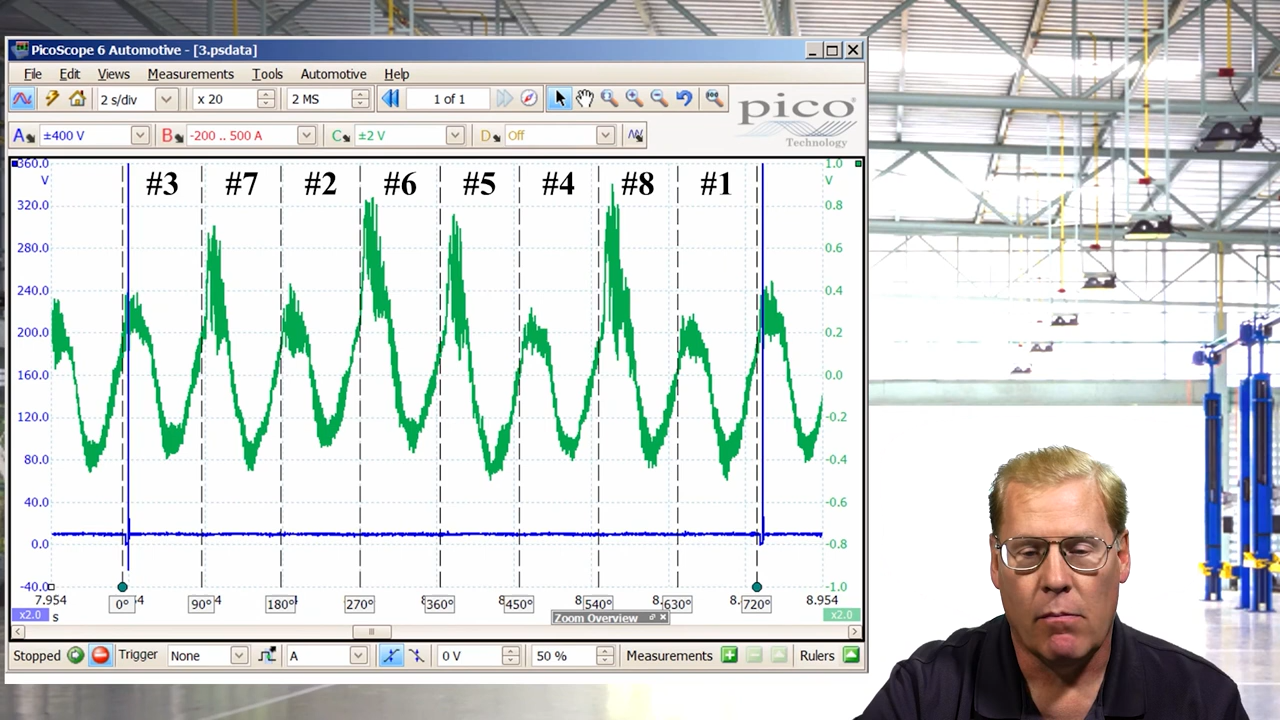 PicoScope 6 Automotive - [3.psdata]
File Edit Views Measurements Tools Automotive Help
2 s/div x 20 2 MS 1 of 1
pico
Technology
A ±400 V B -200 .. 500 A C ±2 V D Off
360.0 1.0
V #3 #7 #2 #6 #5 #4 #8 #1 V
320.0 0.8
280.0 0.6
240.0 0.4
200.0 0.2
160.0 0.0
120.0 -0.2
80.0 -0.4
40.0 -0.6
0.0 -0.8
-40.0 -1.0
7.954 0° 90° 180° 270° 360° 450° 540° 630° 720° 8.954
x2.0 s Zoom Overview x2.0
Stopped Trigger None A 0 V 50 % Measurements Rulers